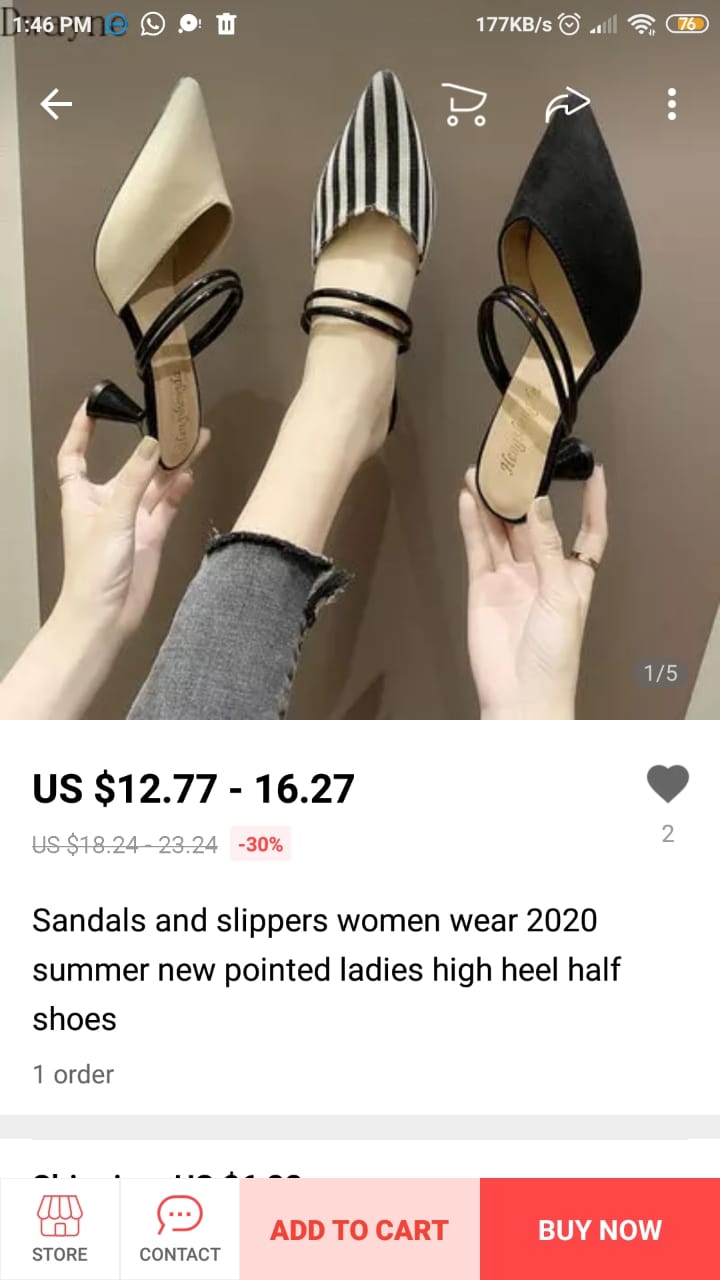 1:46 PM
177KB/s
76
1/5
US $12.77 - 16.27
US $18.24 - 23.24 -30%
2
Sandals and slippers women wear 2020
summer new pointed ladies high heel half
shoes
1 order
STORE
CONTACT
ADD TO CART
BUY NOW